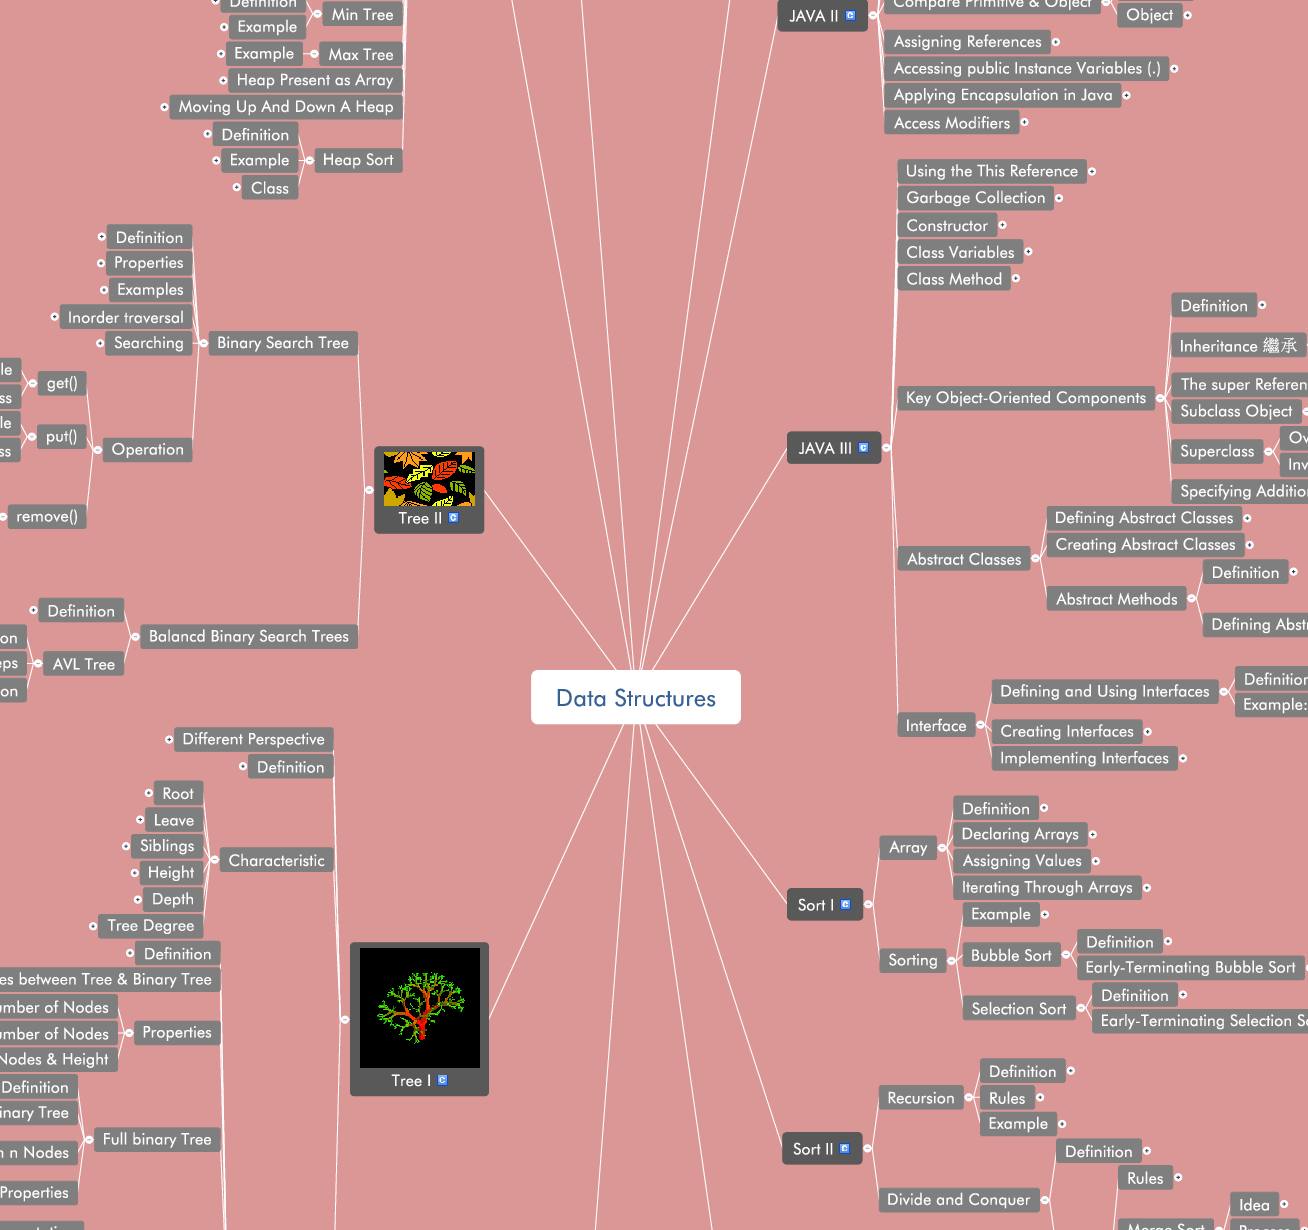 Definition
Min Tree
Example
Example
Max Tree
Heap Present as Array
Moving Up And Down A Heap
Definition
Example
Heap Sort
Class
Definition
Properties
Examples
Inorder traversal
Searching
Binary Search Tree
le
get()
ss
le
put()
ss
Operation
remove()
Tree II
Definition
Balancd Binary Search Trees
on
eps
AVL Tree
on
Data Structures
Different Perspective
Definition
Root
Leave
Siblings
Characteristic
Height
Depth
Tree Degree
Definition
es between Tree & Binary Tree
umber of Nodes
umber of Nodes
Properties
Nodes & Height
Definition
inary Tree
Full binary Tree
n n Nodes
Properties
Tree I
JAVA II
Compare Primitive & Object
Object
Assigning References
Accessing public Instance Variables (.)
Applying Encapsulation in Java
Access Modifiers
Using the This Reference
Garbage Collection
Constructor
Class Variables
Class Method
Definition
Inheritance 繼承
The super Referen
Key Object-Oriented Components
Subclass Object
Ov
Superclass
Inv
Specifying Additio
JAVA III
Defining Abstract Classes
Creating Abstract Classes
Abstract Classes
Definition
Abstract Methods
Defining Abst
Definition
Defining and Using Interfaces
Example:
Interface
Creating Interfaces
Implementing Interfaces
Definition
Declaring Arrays
Array
Assigning Values
Iterating Through Arrays
Sort I
Example
Definition
Bubble Sort
Sorting
Early-Terminating Bubble Sort
Definition
Selection Sort
Early-Terminating Selection So
Definition
Recursion
Rules
Example
Sort II
Definition
Rules
Divide and Conquer
Idea
Merge Sort
Process